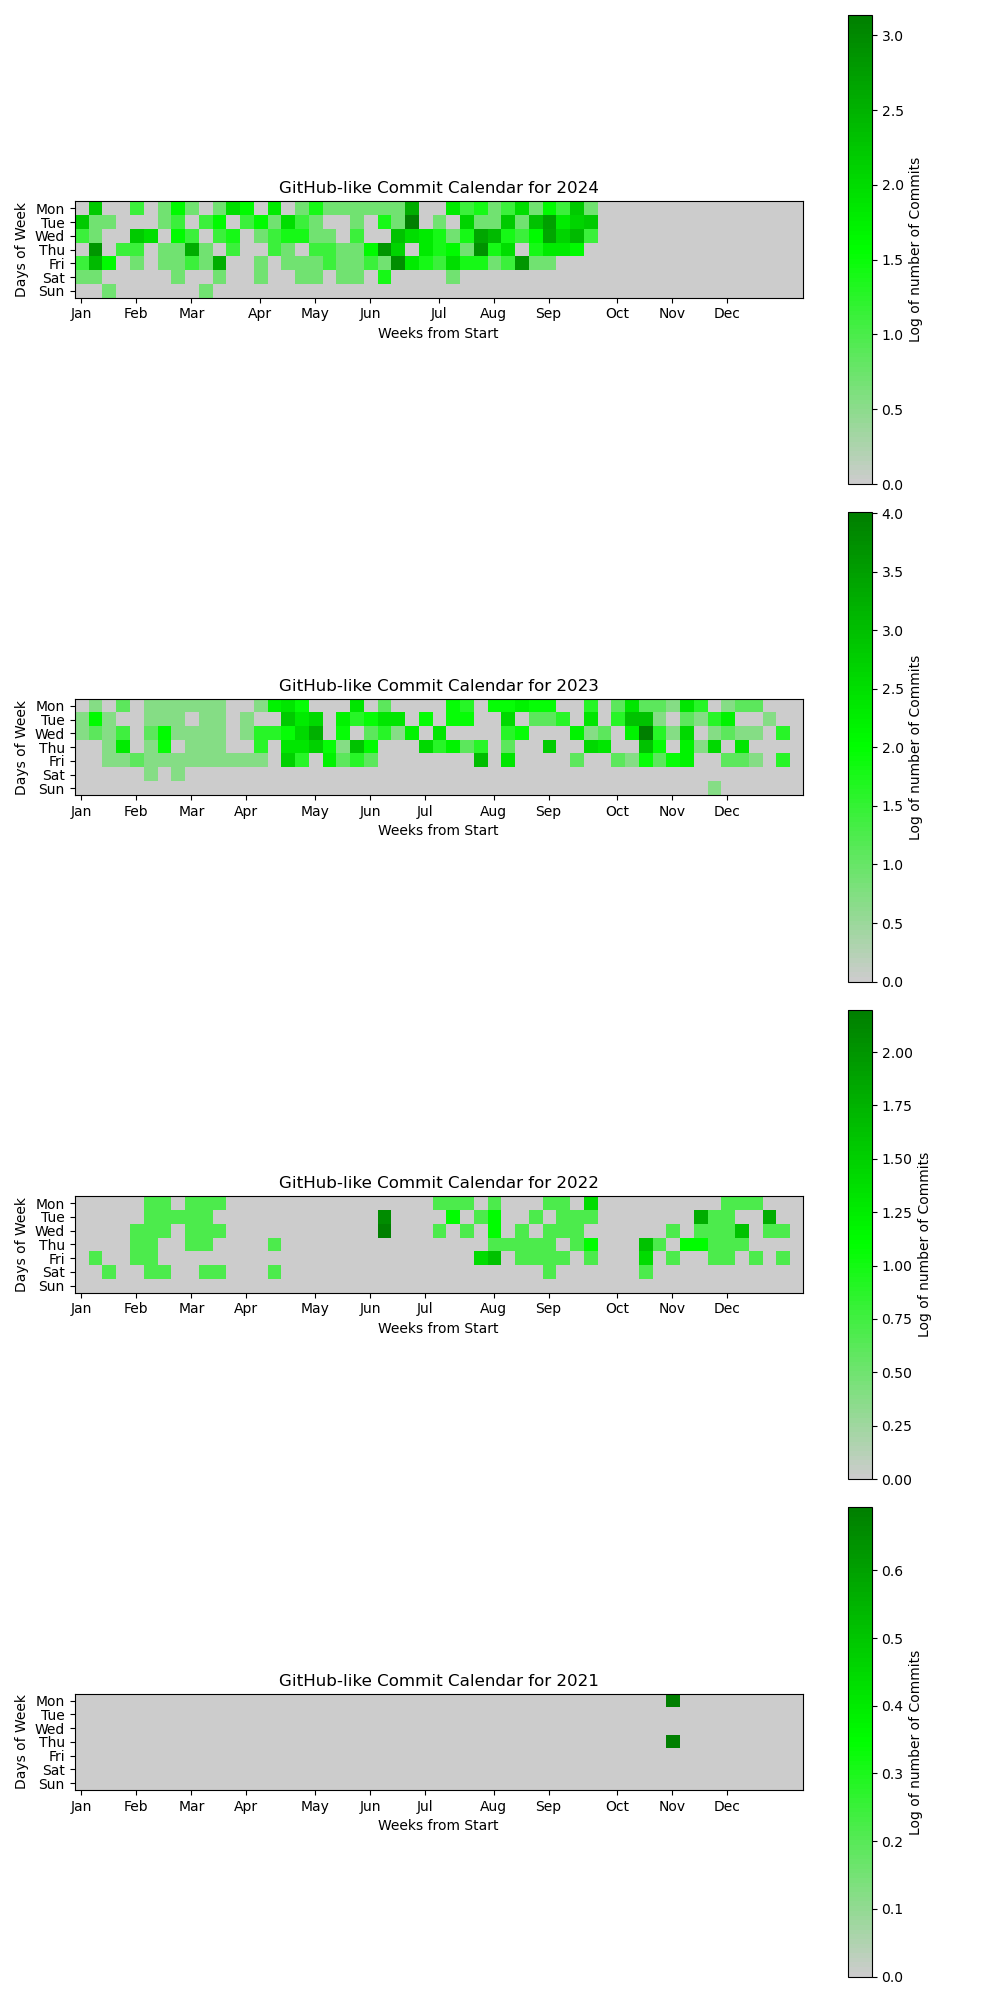 GitHub-like Commit Calendar for 2024
Days of Week
Mon
Tue
Wed
Thu
Fri
Sat
Sun
Jan Feb Mar Apr May Jun Jul Aug Sep Oct Nov Dec
Weeks from Start
3.0
2.5
2.0
1.5
1.0
0.5
0.0
Log of number of Commits
GitHub-like Commit Calendar for 2023
Days of Week
Mon
Tue
Wed
Thu
Fri
Sat
Sun
Jan Feb Mar Apr May Jun Jul Aug Sep Oct Nov Dec
Weeks from Start
4.0
3.5
3.0
2.5
2.0
1.5
1.0
0.5
0.0
Log of number of Commits
GitHub-like Commit Calendar for 2022
Days of Week
Mon
Tue
Wed
Thu
Fri
Sat
Sun
Jan Feb Mar Apr May Jun Jul Aug Sep Oct Nov Dec
Weeks from Start
2.00
1.75
1.50
1.25
1.00
0.75
0.50
0.25
0.00
Log of number of Commits
GitHub-like Commit Calendar for 2021
Days of Week
Mon
Tue
Wed
Thu
Fri
Sat
Sun
Jan Feb Mar Apr May Jun Jul Aug Sep Oct Nov Dec
Weeks from Start
0.6
0.5
0.4
0.3
0.2
0.1
0.0
Log of number of Commits